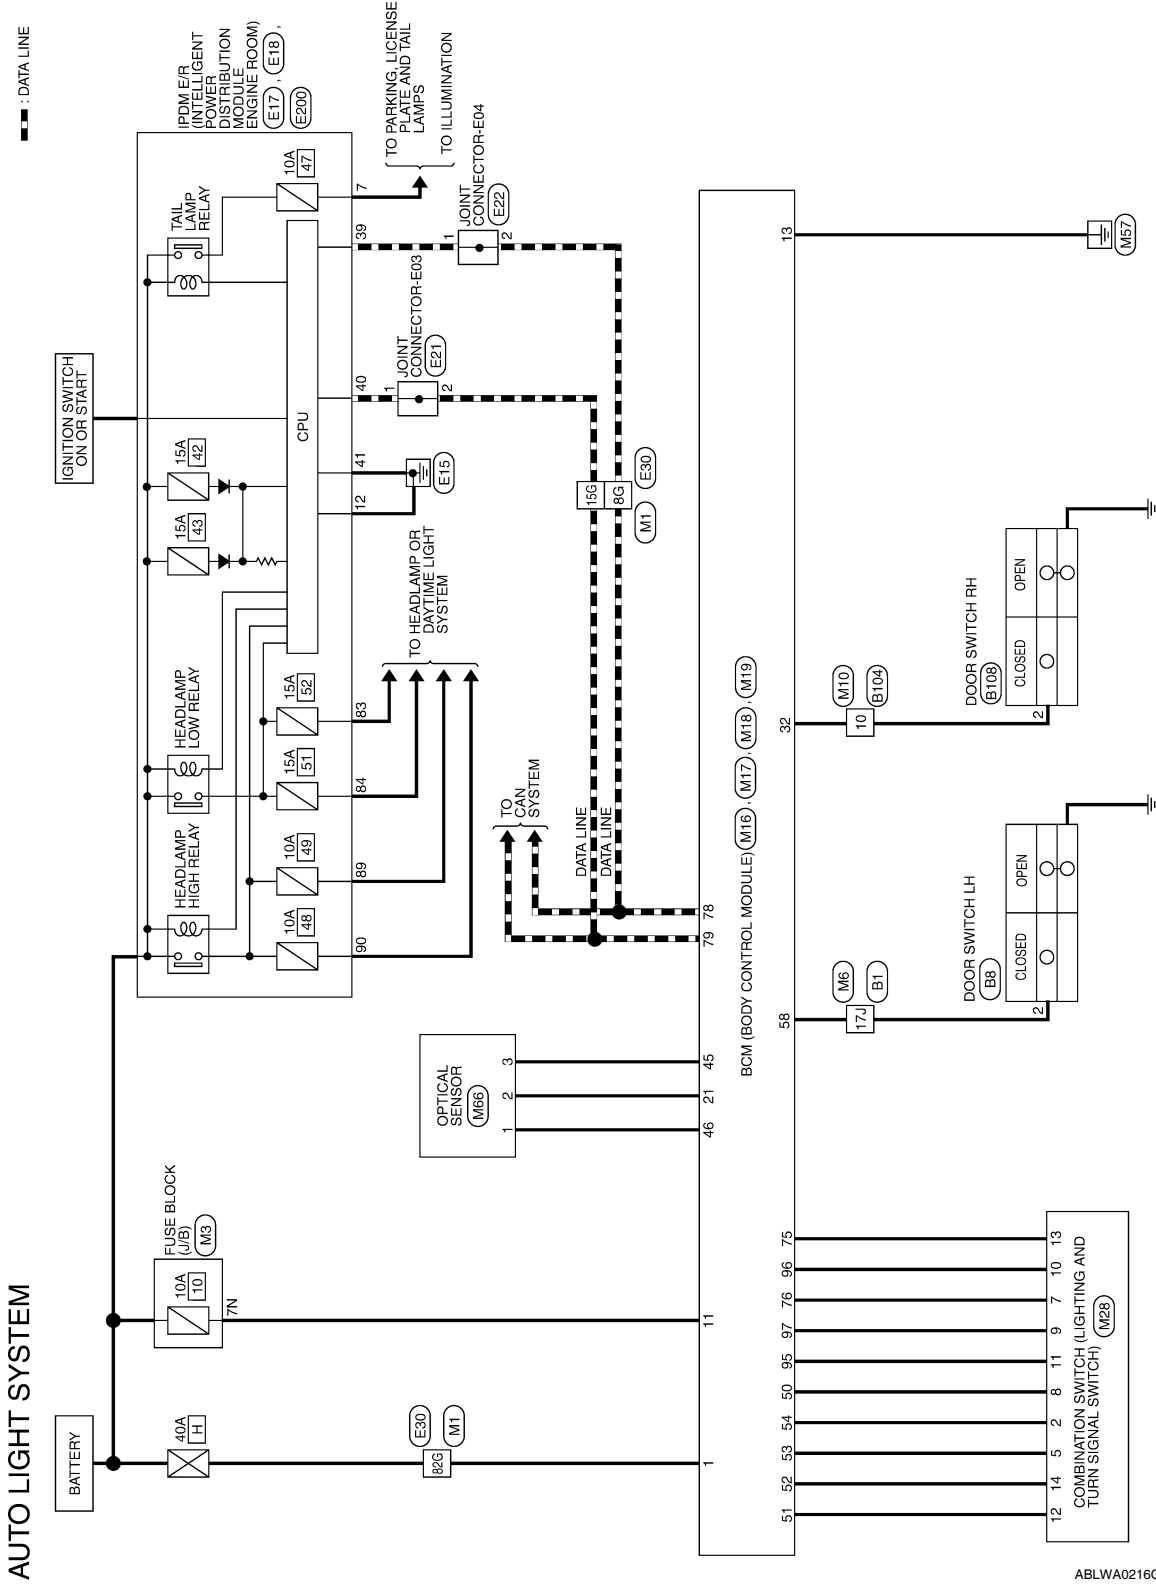 AUTO LIGHT SYSTEM
: DATA LINE
BATTERY
IGNITION SWITCH
ON OR START
40A
H
FUSE BLOCK
(J/B)
M3
10A
10
7N
E30
M1
82G
IPDM E/R
(INTELLIGENT
POWER
DISTRIBUTION
MODULE
ENGINE ROOM)
E17 , E18 ,
E200
HEADLAMP
HIGH RELAY
HEADLAMP
LOW RELAY
15A
43
15A
42
TAIL
LAMP
RELAY
10A
48
10A
49
15A
51
15A
52
CPU
10A
47
90
89
84
83
12
41
40
39
7
TO HEADLAMP OR
DAYTIME LIGHT
SYSTEM
E15
1
JOINT
CONNECTOR-E03
E21
2
1
JOINT
CONNECTOR-E04
E22
2
TO PARKING, LICENSE
PLATE AND TAIL
LAMPS
TO ILLUMINATION
OPTICAL
SENSOR
M66
1
2
3
TO
CAN
SYSTEM
DATA LINE
DATA LINE
15G
8G
M1
E30
1
11
46
21
45
79
78
BCM (BODY CONTROL MODULE) M16 , M17 , M18 , M19
51
52
53
54
50
95
97
76
96
75
58
32
13
M6
B1
17J
M10
B104
10
12
14
5
2
8
11
9
7
10
13
COMBINATION SWITCH (LIGHTING AND
TURN SIGNAL SWITCH)
M28
DOOR SWITCH LH
B8
2
CLOSED
OPEN
DOOR SWITCH RH
B108
2
CLOSED
OPEN
M57